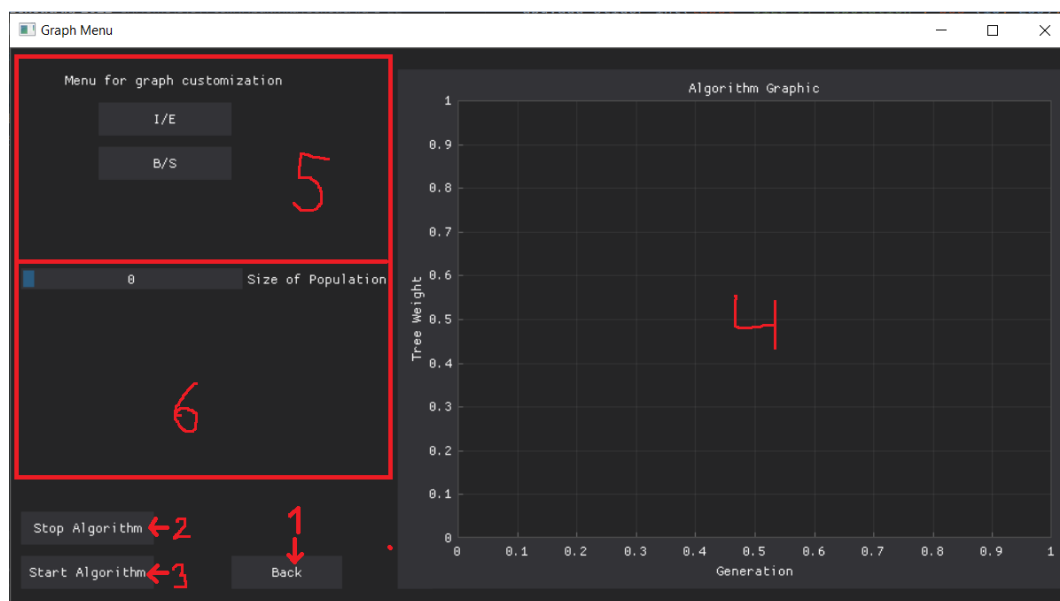 Graph Menu
Menu for graph customization
I/E
B/S
5
0
Size of Population
6
Stop Algorithm
2
Start Algorithm
3
1
Back
Algorithm Graphic
1
0.9
0.8
0.7
0.6
0.5
0.4
0.3
0.2
0.1
0
Tree Weight
4
0 0.1 0.2 0.3 0.4 0.5 0.6 0.7 0.8 0.9 1
Generation